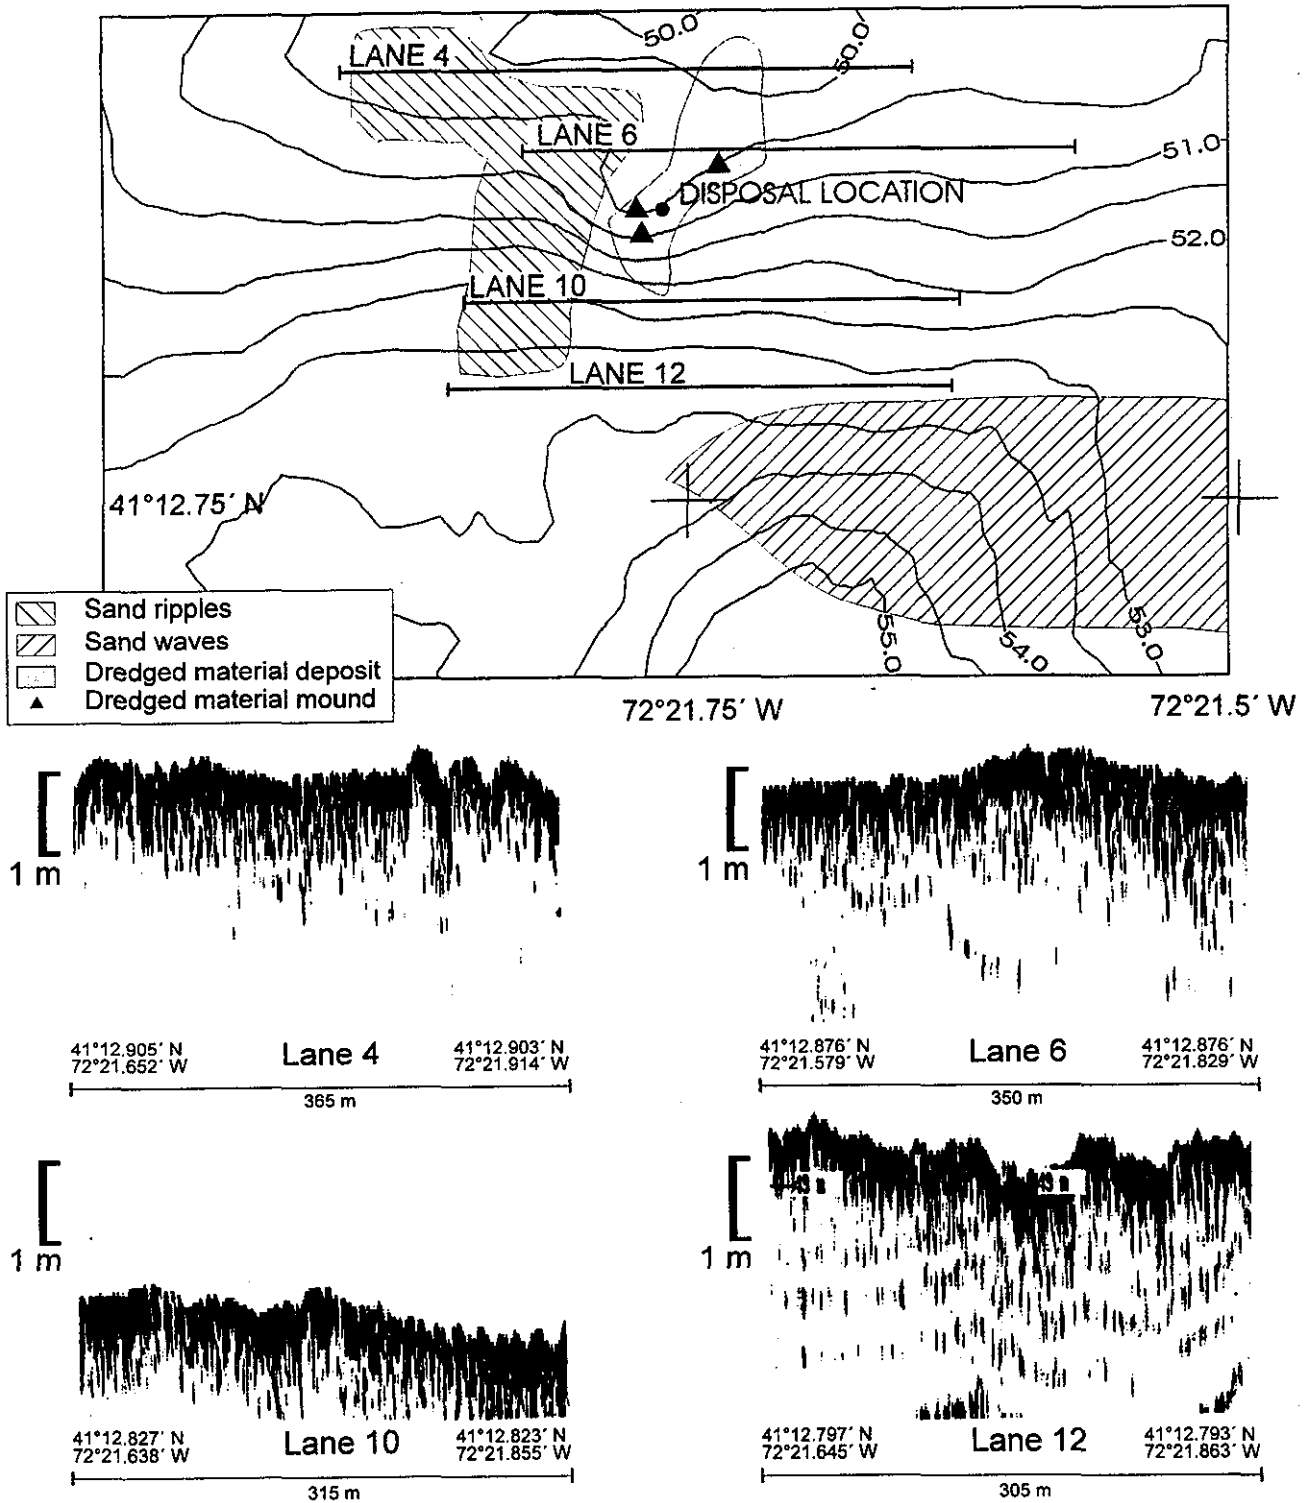 50.0
50.0
LANE 4
LANE 6
51.0
DISPOSAL LOCATION
52.0
LANE 10
LANE 12
41°12.75´ N
Sand ripples
Sand waves
Dredged material deposit
Dredged material mound
55.0
54.0
53.0
72°21.75´ W
72°21.5´ W
1 m
1 m
41°12.905´ N
72°21.652´ W
Lane 4
41°12.903´ N
72°21.914´ W
365 m
41°12.876´ N
72°21.579´ W
Lane 6
41°12.876´ N
72°21.829´ W
350 m
1 m
1 m
41°12.827´ N
72°21.638´ W
Lane 10
41°12.823´ N
72°21.855´ W
315 m
41°12.797´ N
72°21.645´ W
Lane 12
41°12.793´ N
72°21.863´ W
305 m